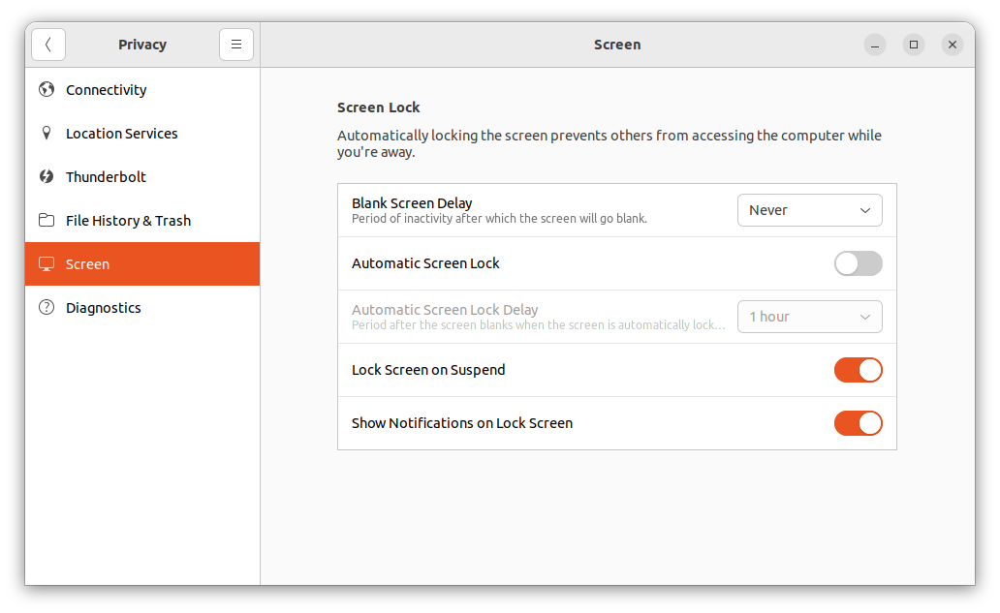 Privacy
Screen
Connectivity
Location Services
Thunderbolt
File History & Trash
Screen
Diagnostics
Screen Lock
Automatically locking the screen prevents others from accessing the computer while
you're away.
Blank Screen Delay
Period of inactivity after which the screen will go blank.
Never
Automatic Screen Lock
Automatic Screen Lock Delay
Period after the screen blanks when the screen is automatically lock…
1 hour
Lock Screen on Suspend
Show Notifications on Lock Screen